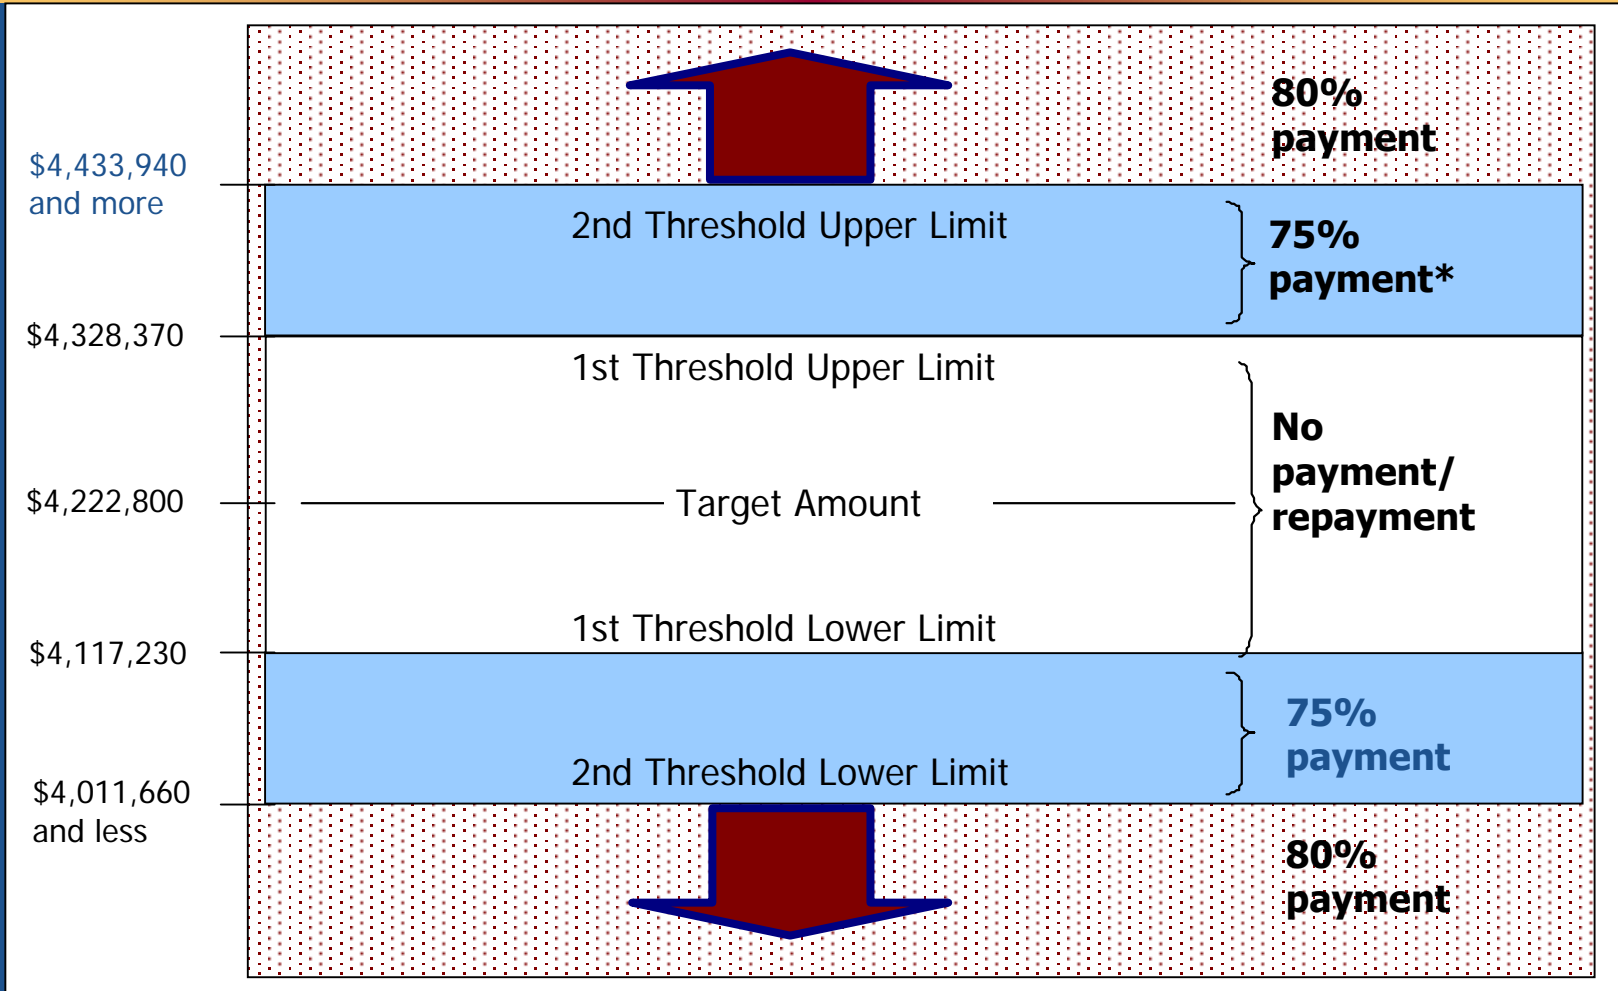 80%
payment
$4,433,940
and more
2nd Threshold Upper Limit
75%
payment*
$4,328,370
1st Threshold Upper Limit
No
payment/
repayment
$4,222,800
Target Amount
1st Threshold Lower Limit
$4,117,230
75%
payment
2nd Threshold Lower Limit
$4,011,660
and less
80%
payment